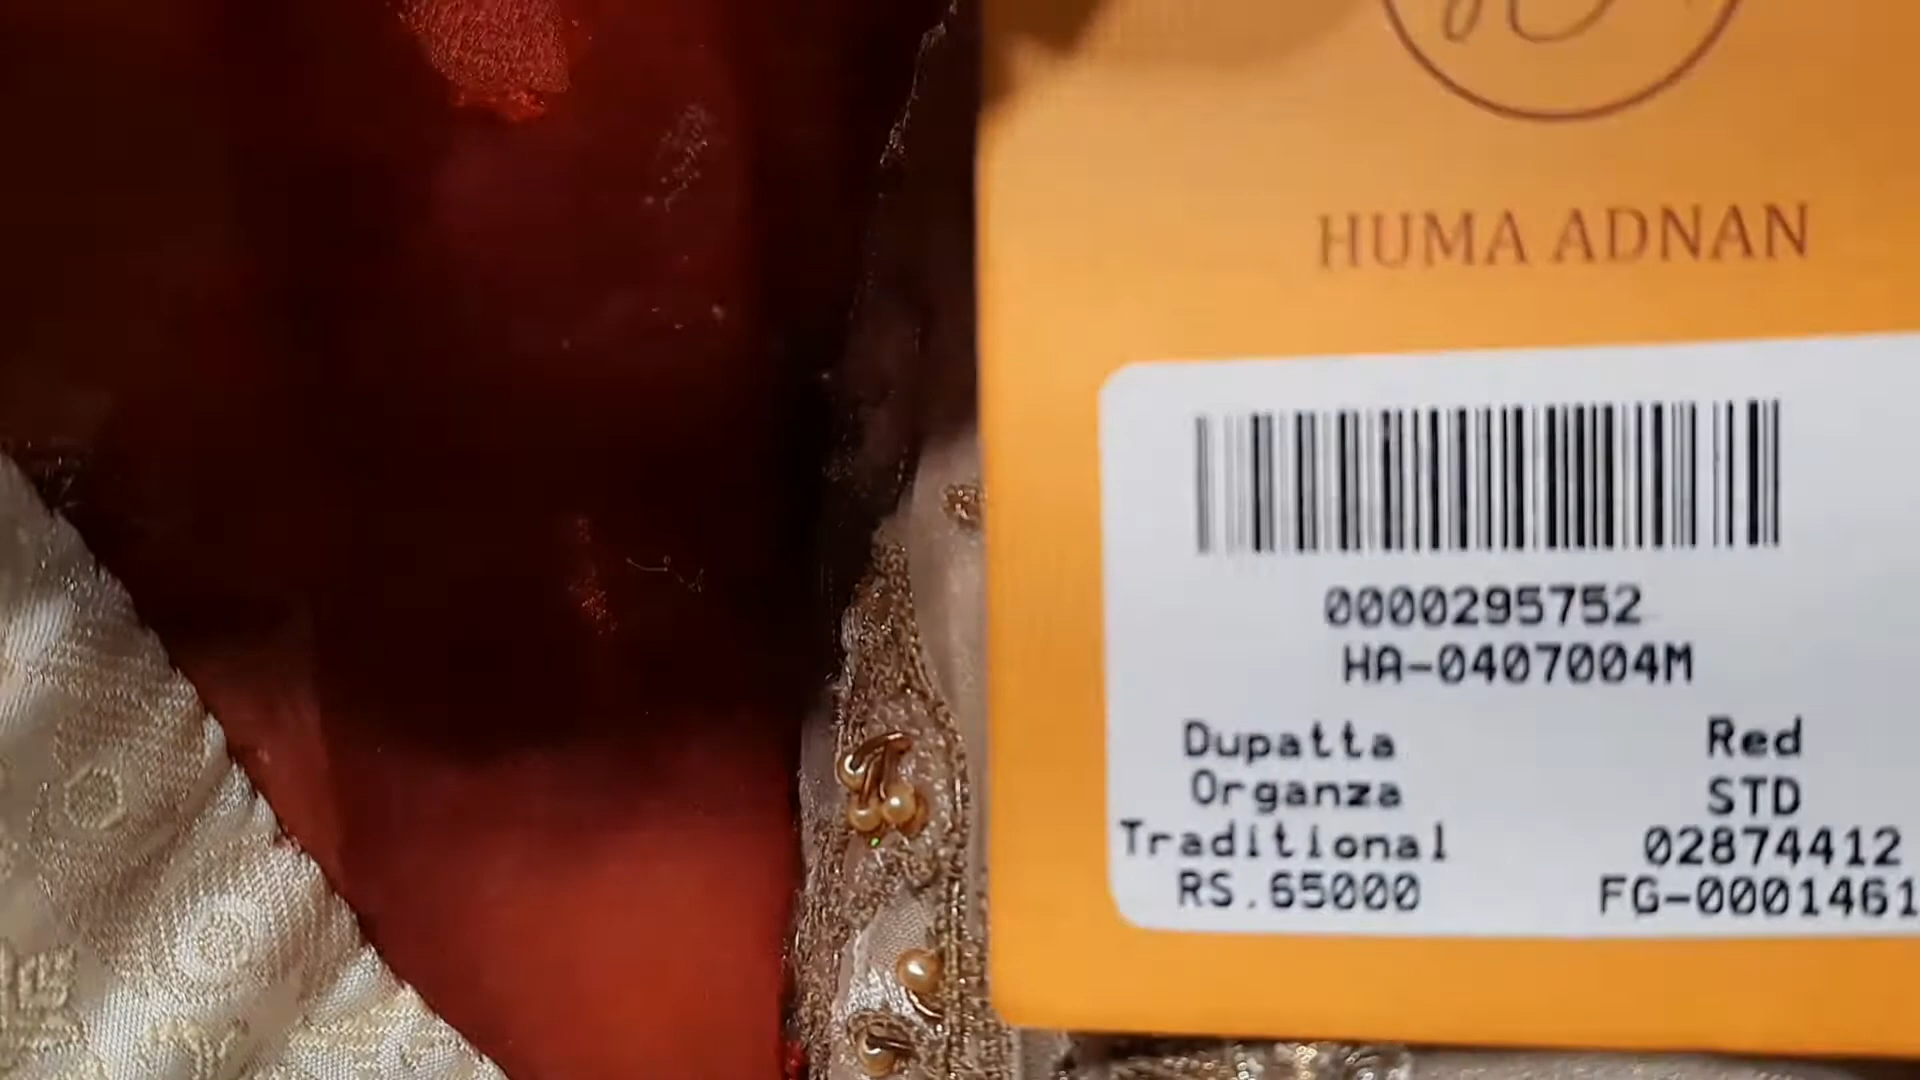 HUMA ADNAN
0000295752
HA-0407004M
Dupatta Red
Organza STD
Traditional 02874412
RS.65000 FG-0001461